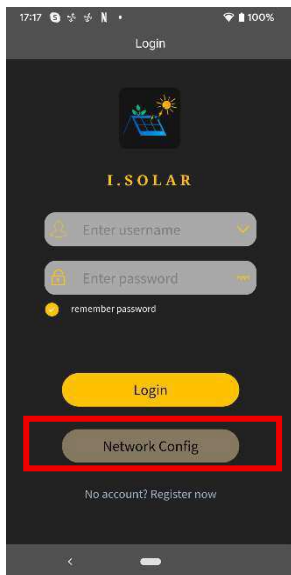 17:17 100%
Login
I.SOLAR
Enter username
Enter password
remember password
Login
Network Config
No account? Register now